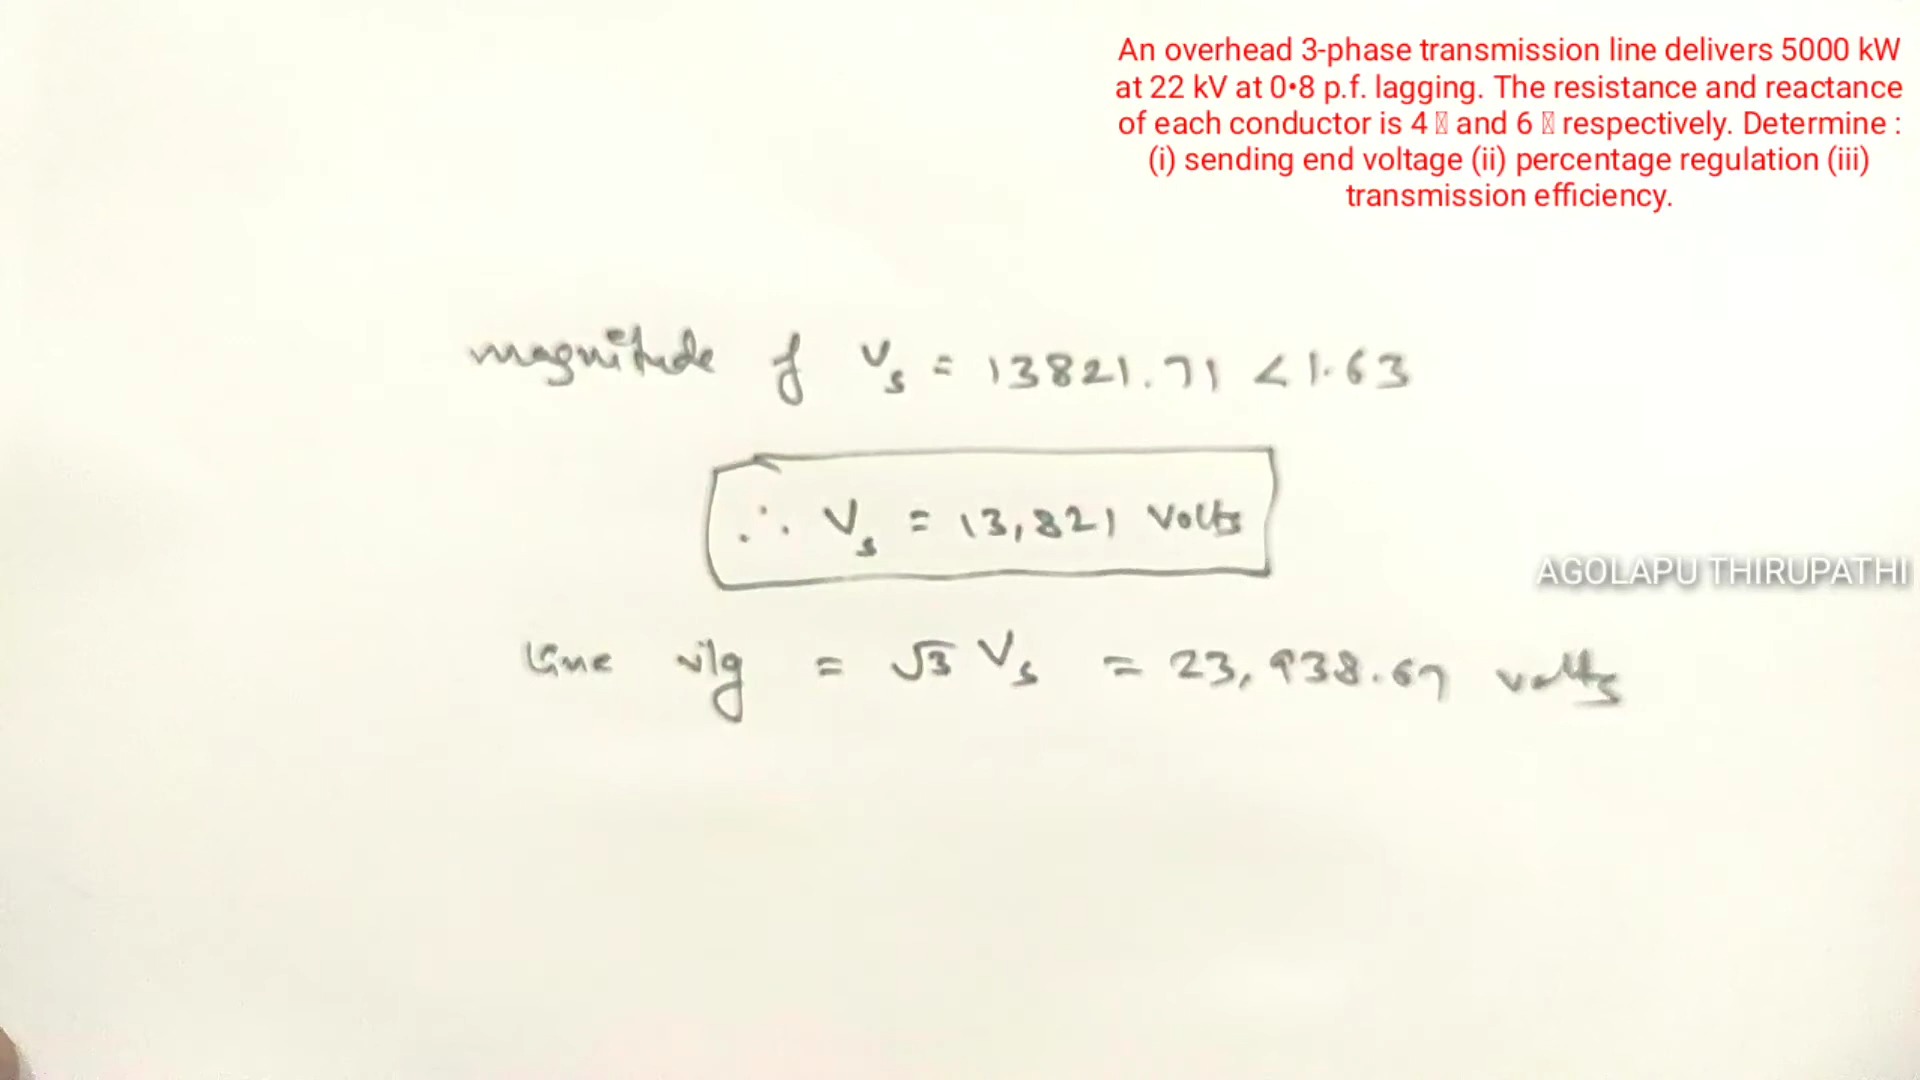 An overhead 3-phase transmission line delivers 5000 kW
at 22 kV at 0•8 p.f. lagging. The resistance and reactance
of each conductor is 4 and 6 respectively. Determine :
(i) sending end voltage (ii) percentage regulation (iii)
transmission efficiency.
magnitude of Vs = 13821.71 <1.63
∴ Vs = 13,821 volts
AGOLAPU THIRUPATHI
line vlg = √3 Vs = 23,938.67 volts